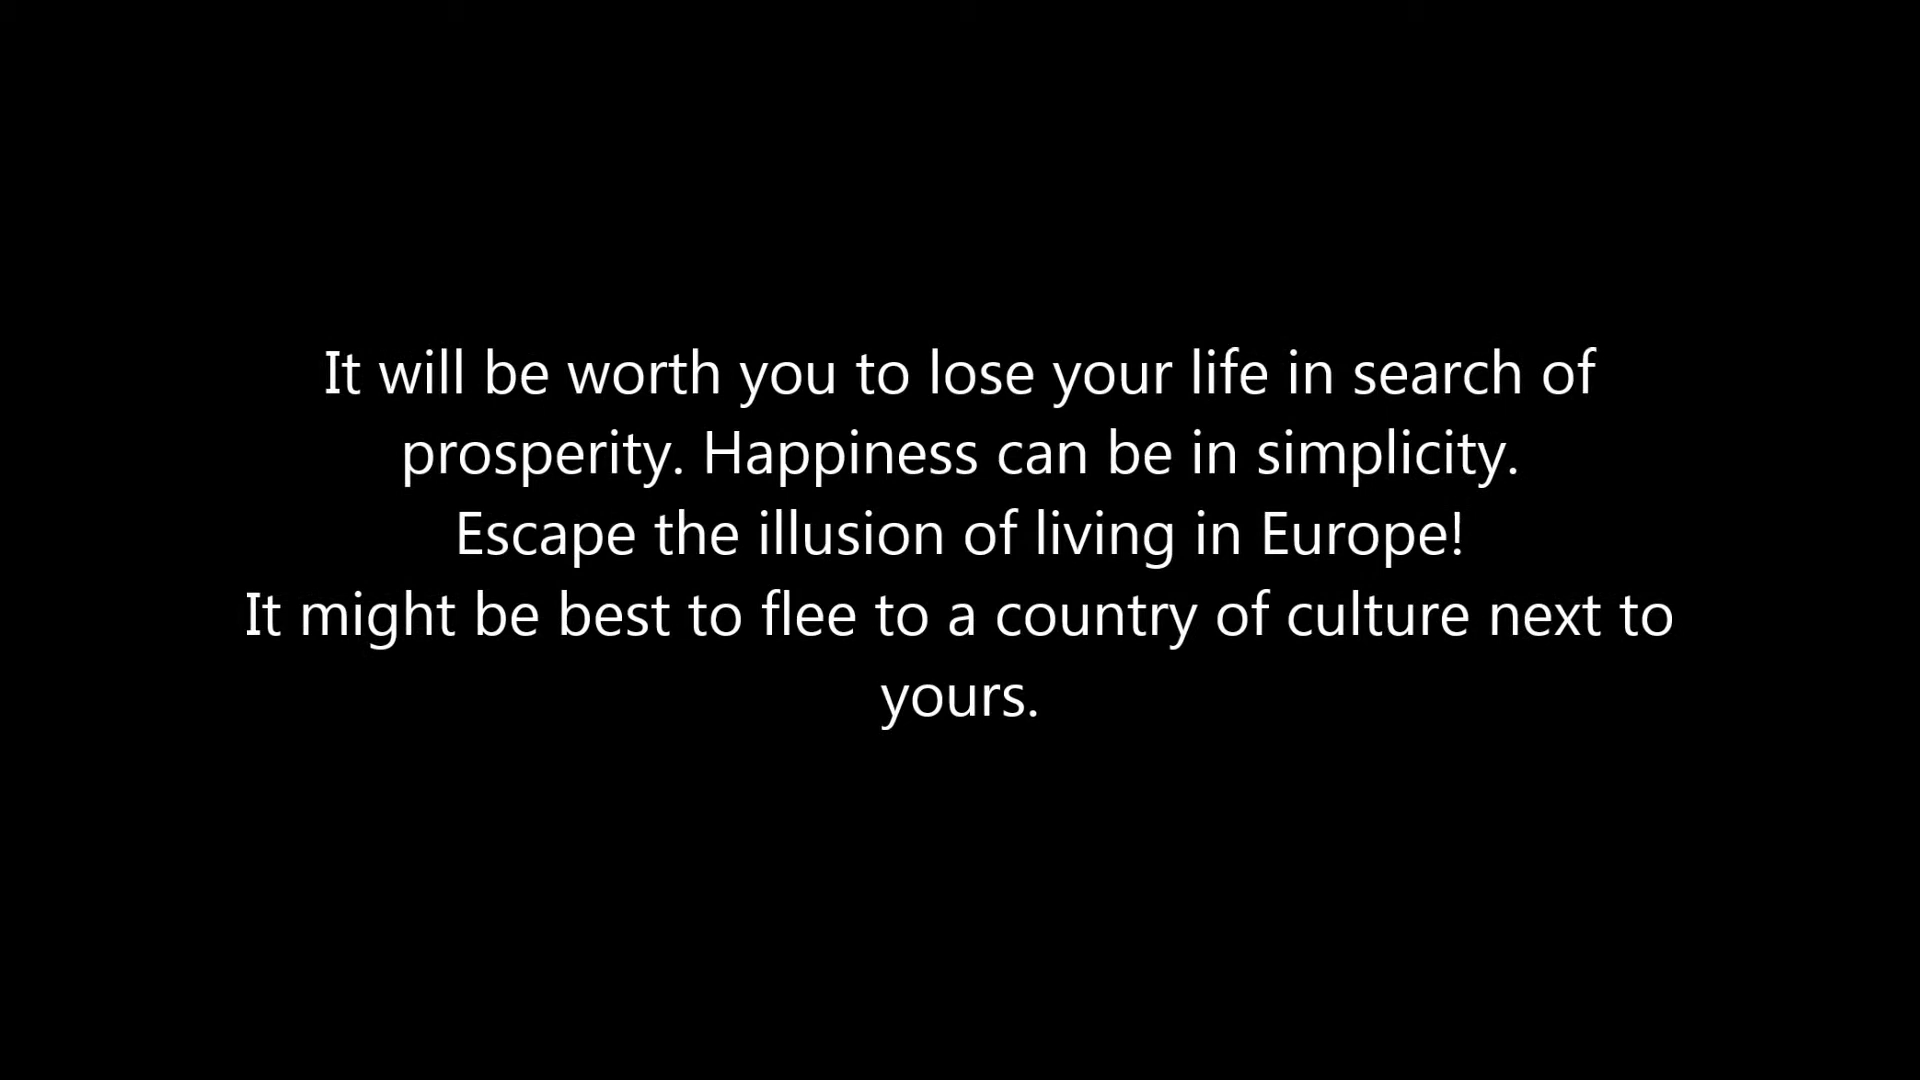 It will be worth you to lose your life in search of
prosperity. Happiness can be in simplicity.
Escape the illusion of living in Europe!
It might be best to flee to a country of culture next to
yours.